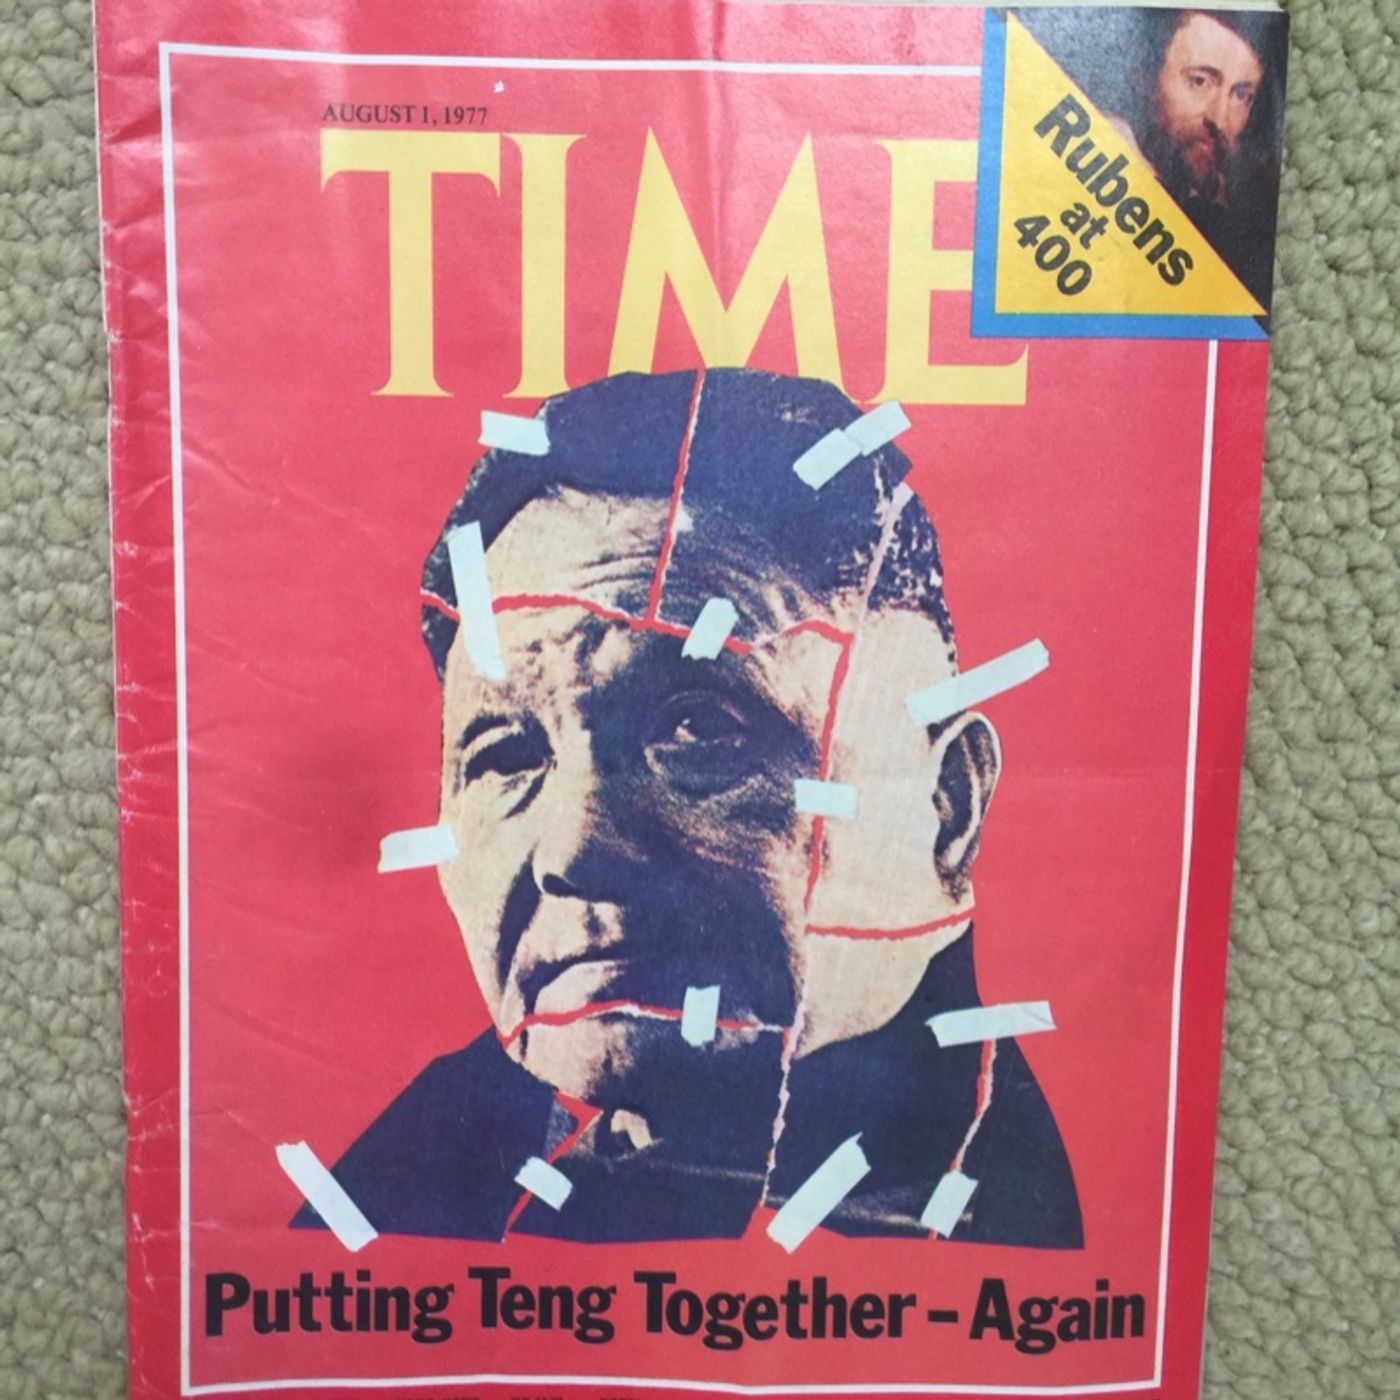 AUGUST 1, 1977
TIME
Rubens
at
400
Putting Teng Together – Again